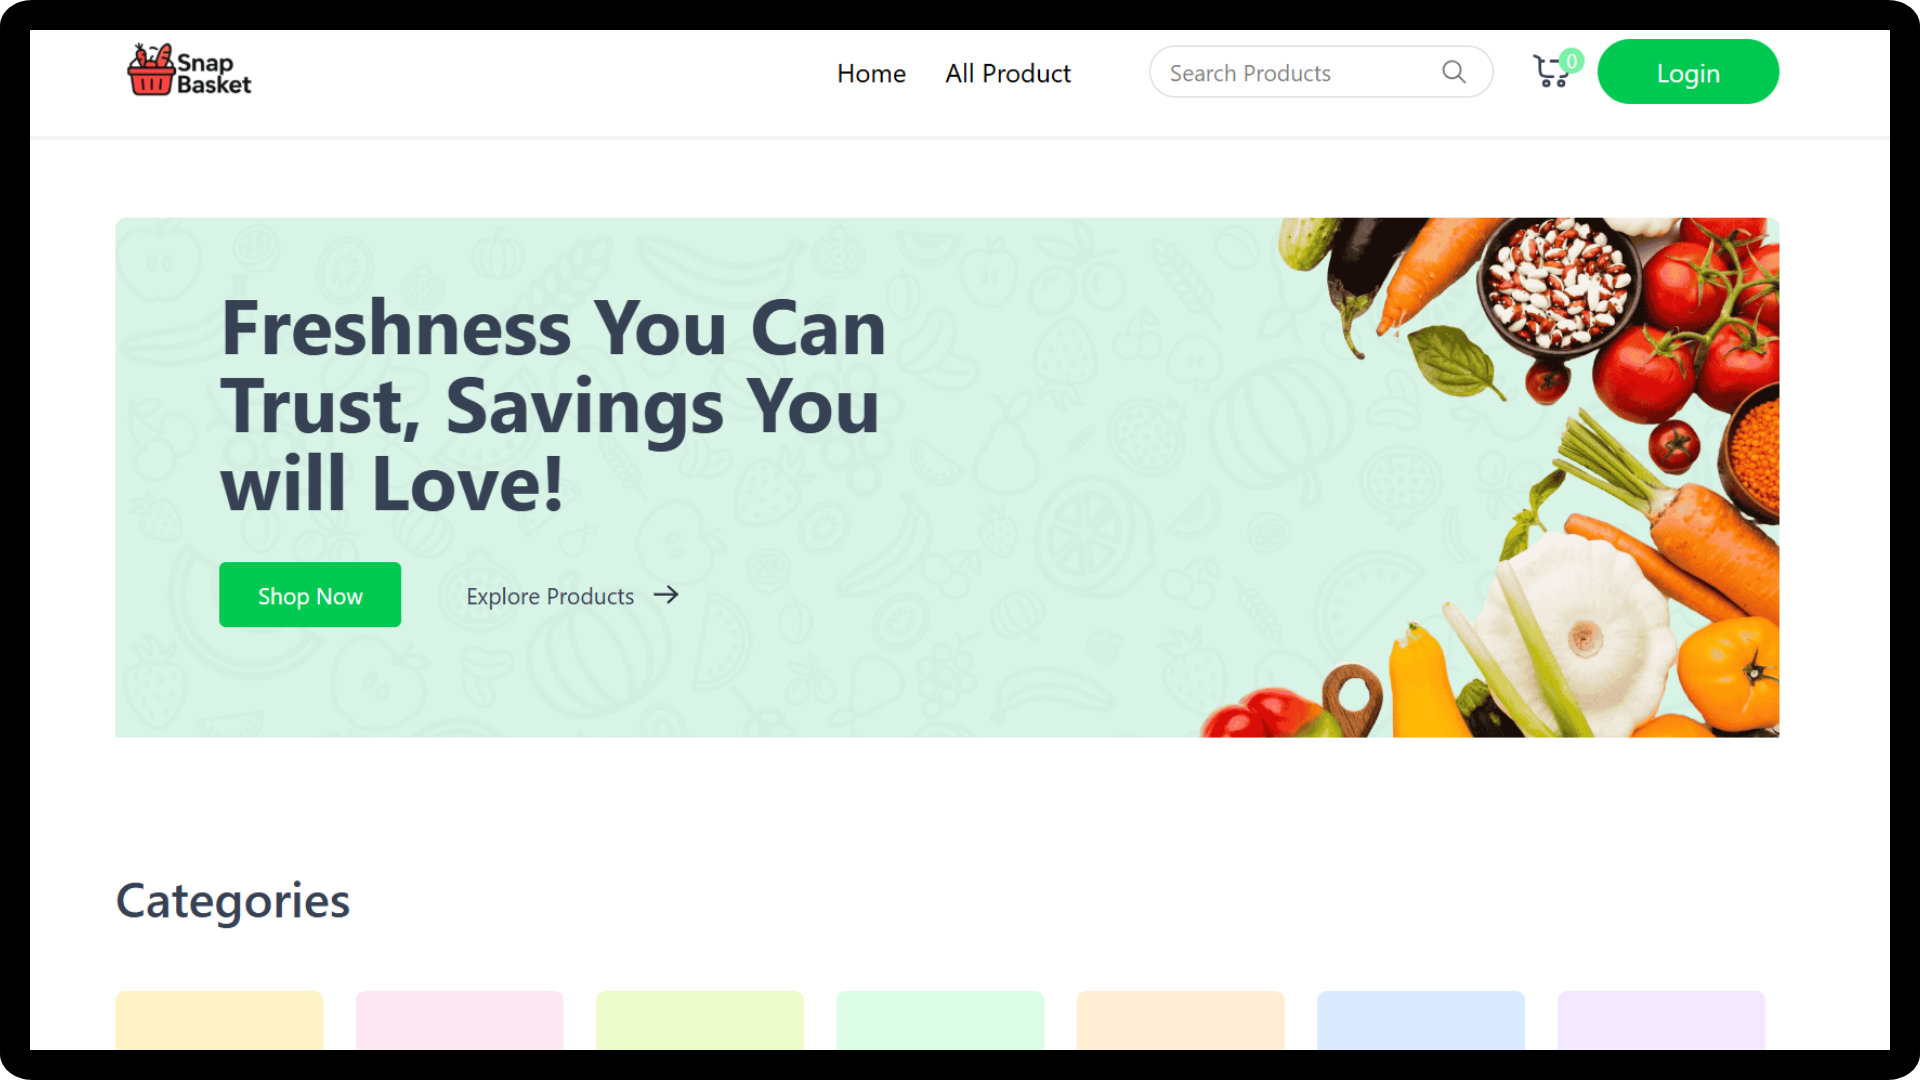 Snap
Basket
Home
All Product
Search Products
0
Login
Freshness You Can
Trust, Savings You
will Love!
Shop Now
Explore Products
Categories